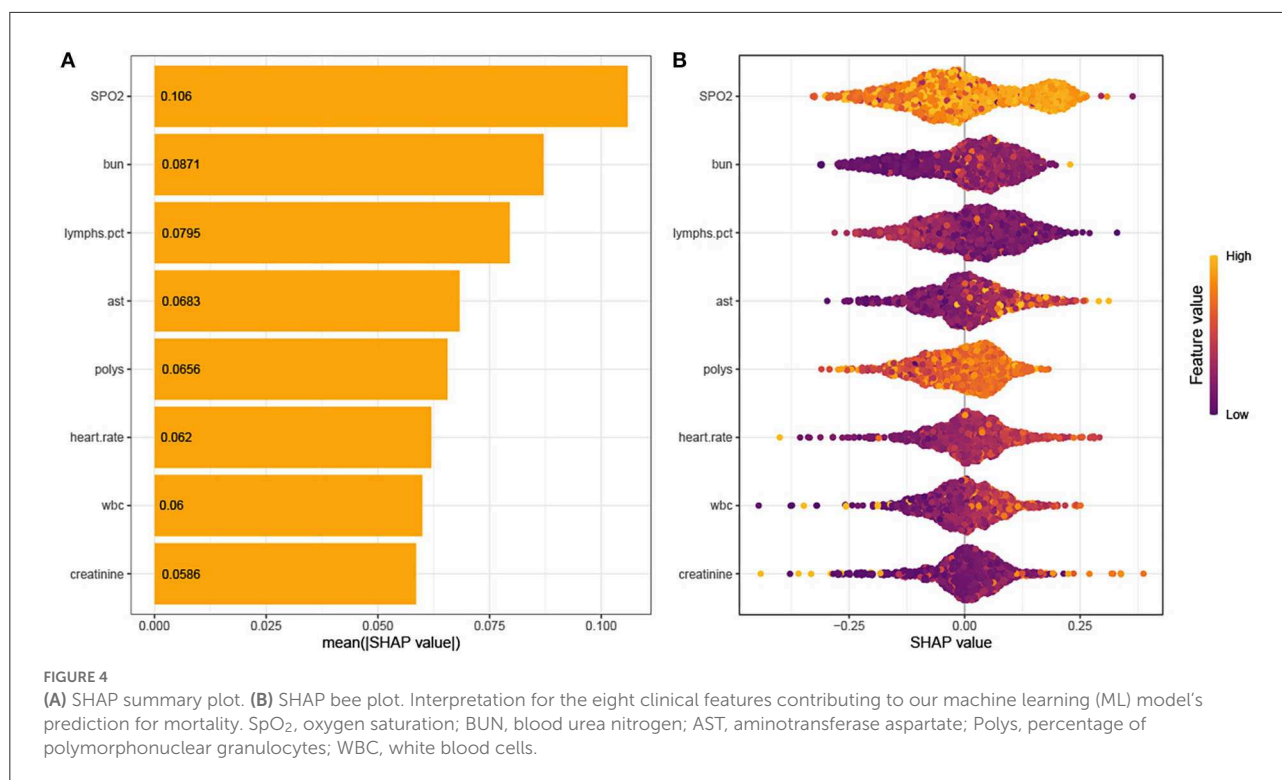 A
SPO2
0.106
bun
0.0871
lymphs.pct
0.0795
ast
0.0683
polys
0.0656
heart.rate
0.062
wbc
0.06
creatinine
0.0586
0.000 0.025 0.050 0.075 0.100
mean(|SHAP value|)
B
SPO2
bun
lymphs.pct
ast
polys
heart.rate
wbc
creatinine
−0.25 0.00 0.25
SHAP value
High
Low
Feature value
FIGURE 4
(A) SHAP summary plot. (B) SHAP bee plot. Interpretation for the eight clinical features contributing to our machine learning (ML) model's
prediction for mortality. SpO₂, oxygen saturation; BUN, blood urea nitrogen; AST, aminotransferase aspartate; Polys, percentage of
polymorphonuclear granulocytes; WBC, white blood cells.